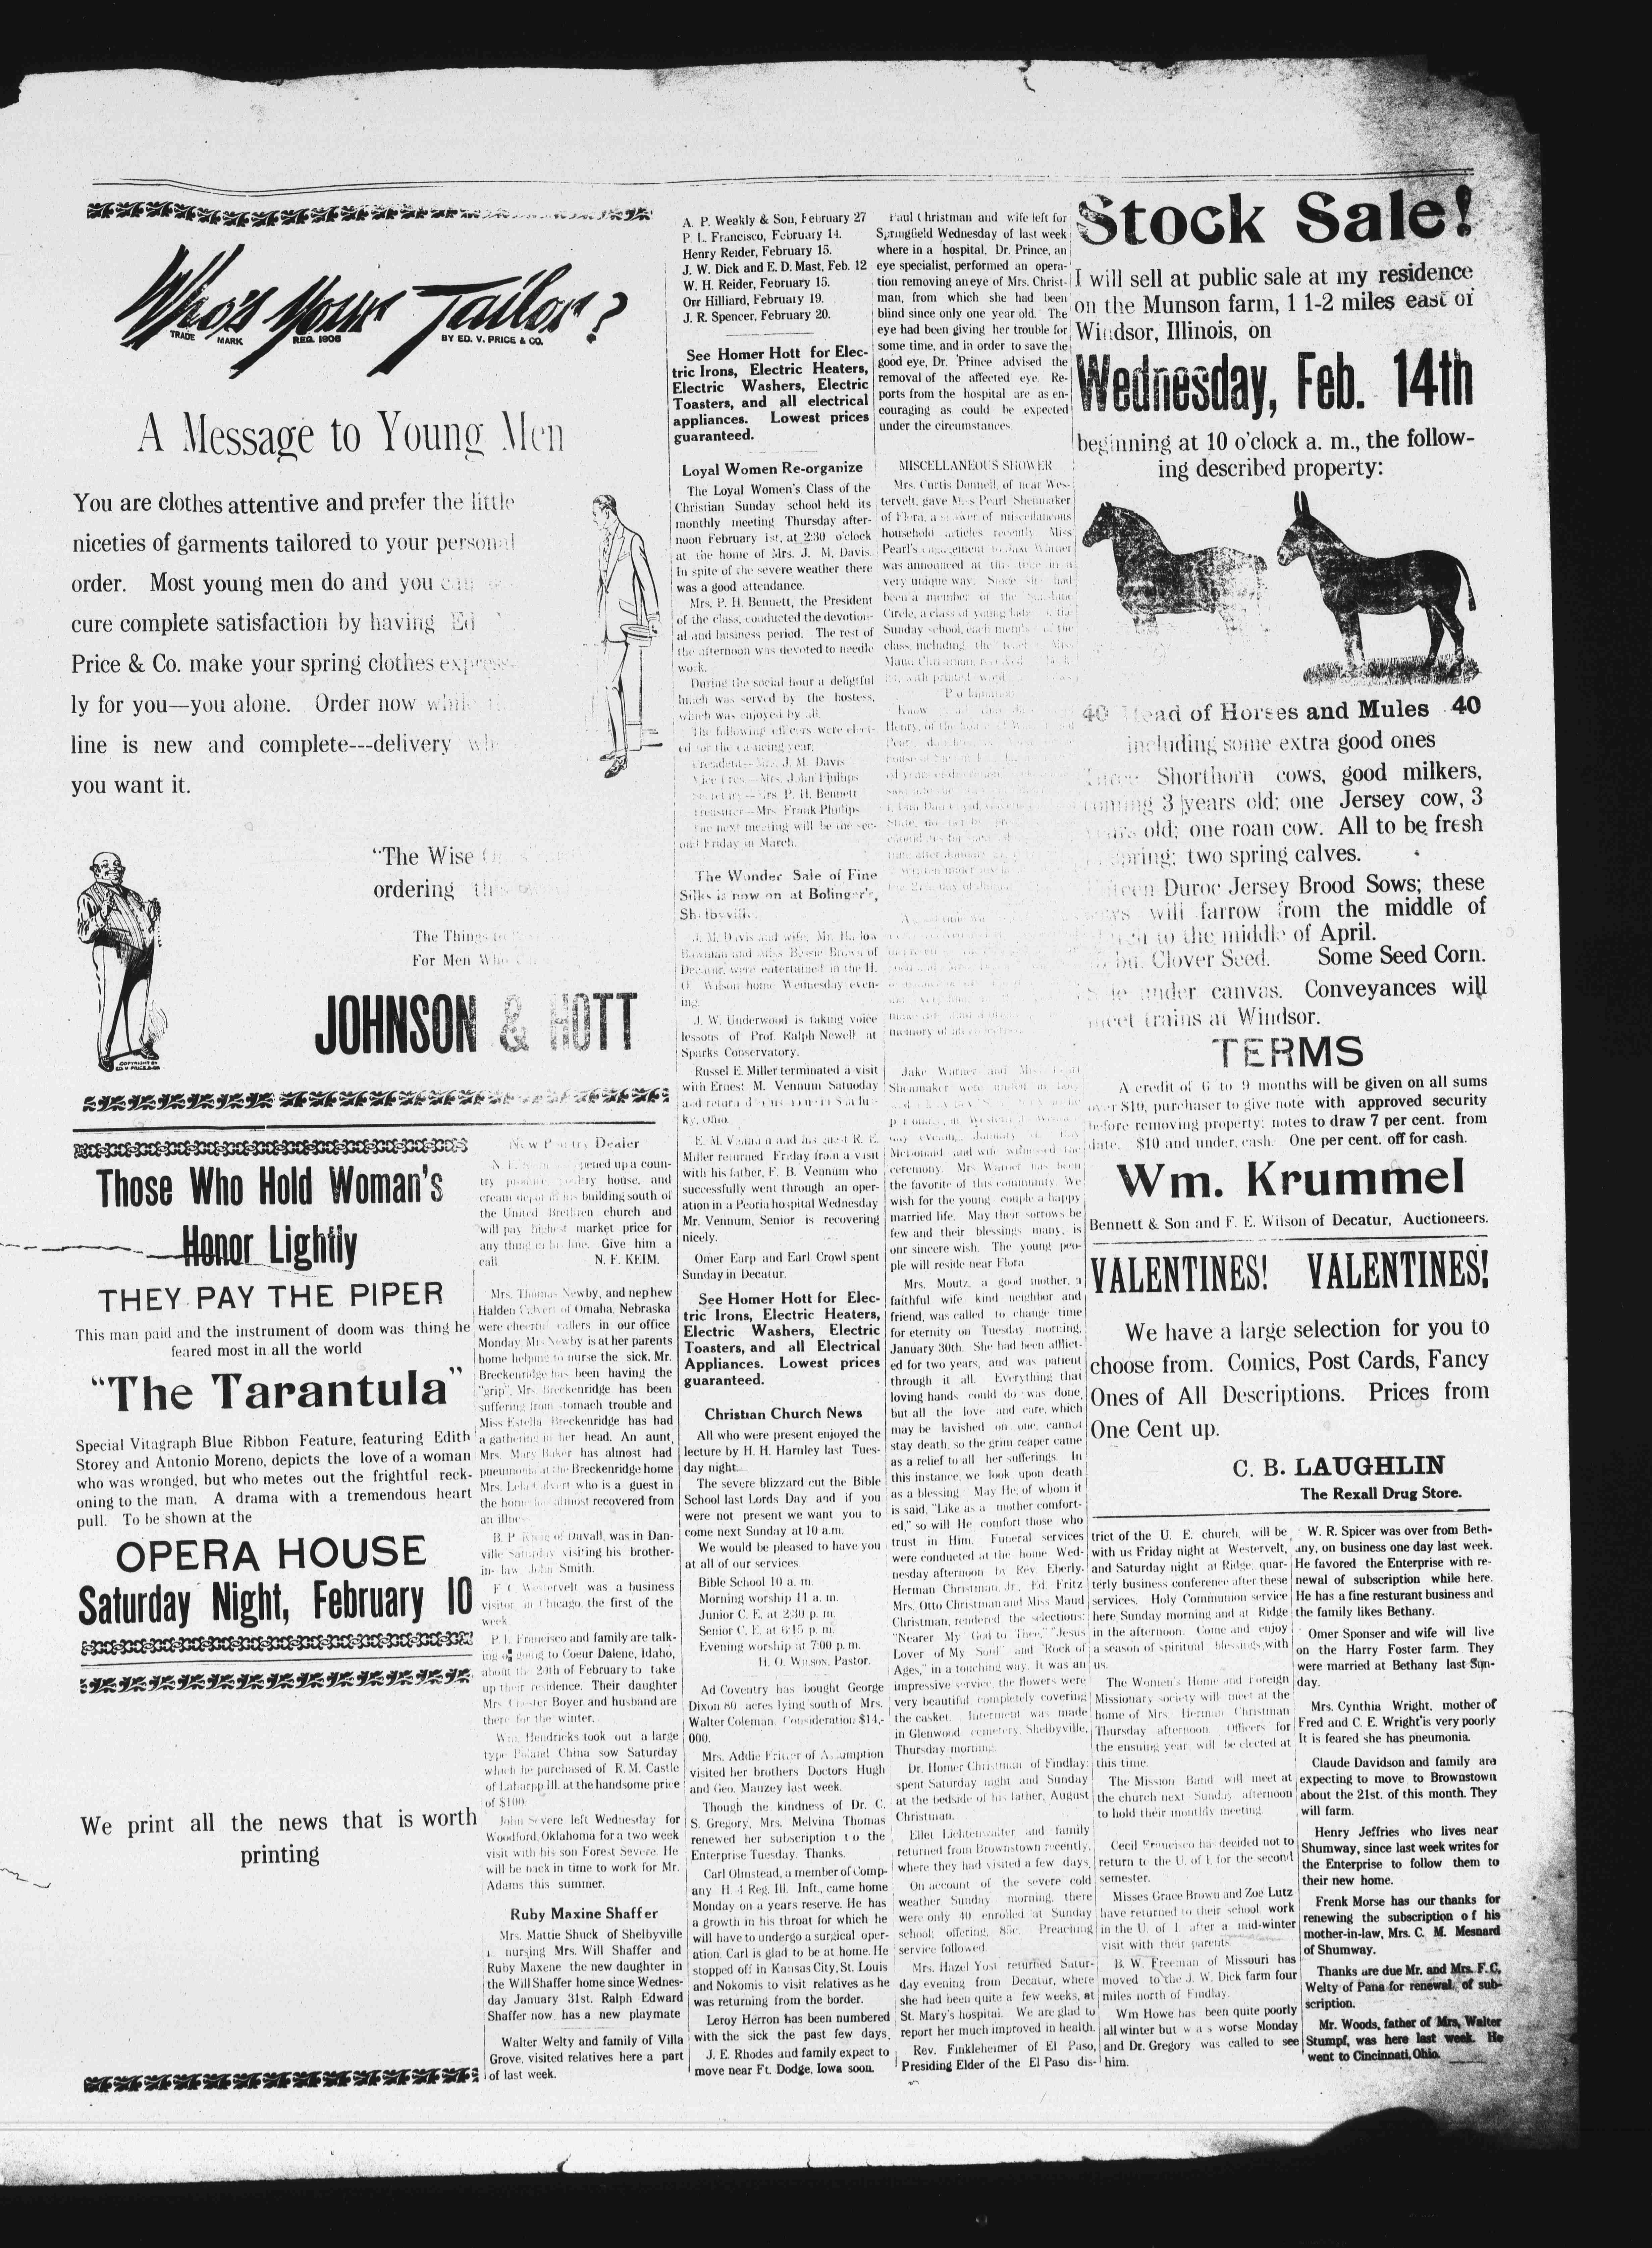 Who's Your Tailor?
TRADE MARK REG. 1906 BY ED. V. PRICE & CO.
A Message to Young Men
You are clothes attentive and prefer the little
niceties of garments tailored to your personal
order. Most young men do and you can
cure complete satisfaction by having Ed
Price & Co. make your spring clothes express-
ly for you—you alone. Order now while
line is new and complete---delivery
you want it.
"The Wise
ordering
The Things to
For Men Who
COPYRIGHT BY
ED. V. PRICE & CO.
JOHNSON & HOTT
Those Who Hold Woman's
Honor Lightly
THEY PAY THE PIPER
This man paid and the instrument of doom was thing he
feared most in all the world
"The Tarantula"
Special Vitagraph Blue Ribbon Feature, featuring Edith
Storey and Antonio Moreno, depicts the love of a woman
who was wronged, but who metes out the frightful reck-
oning to the man. A drama with a tremendous heart
pull. To be shown at the
OPERA HOUSE
Saturday Night, February 10
We print all the news that is worth
printing
New Poultry Dealer
opened up a coun-
try produce poultry house, and
cream depot in his building south of
the United Brethren church and
will pay highest market price for
any thing in his line. Give him a
call. N. F. KEIM.
Mrs. Thomas Newby, and nephew
Halden Calvert of Omaha, Nebraska
were cheerful callers in our office
Monday. Mrs Newby is at her parents
home helping to nurse the sick. Mr.
Breckenridge has been having the
"grip". Mrs Breckenridge has been
suffering from stomach trouble and
Miss Estella Breckenridge has had
a gathering in her head. An aunt,
Mrs. Mary Baker has almost had
pneumonia at the Breckenridge home
Mrs. Lela Calvert who is a guest in
the home has almost recovered from
an illness
B. P. of Duvall, was in Dan-
ville Saturday visiting his brother-
in-law John Smith.
F. C. Westervelt was a business
visitor in Chicago, the first of the
week
P. L. Francisco and family are talk-
ing of going to Coeur Dalene, Idaho,
about the 20th of February to take
up their residence. Their daughter
Mrs. Chester Boyer and husband are
there for the winter.
Wm. Hendricks took out a large
type Poland China sow Saturday
which he purchased of R. M. Castle
of Laharpp Ill. at the handsome price
of $100
John Severe left Wednesday for
Woodford, Oklahoma for a two week
visit with his son Forest Severe. He
will be back in time to work for Mr.
Adams this summer.
Ruby Maxine Shaffer
Mrs. Mattie Shuck of Shelbyville
nursing Mrs. Will Shaffer and
Ruby Maxene the new daughter in
the Will Shaffer home since Wednes-
day January 31st. Ralph Edward
Shaffer now has a new playmate
Walter Welty and family of Villa
Grove, visited relatives here a part
of last week.
A. P. Weakly & Son, February 27
P. L. Francisco, February 14.
Henry Reider, February 15.
J. W. Dick and E. D. Mast, Feb. 12
W. H. Reider, February 15.
Orr Hilliard, February 19.
J. R. Spencer, February 20.
See Homer Hott for Elec-
tric Irons, Electric Heaters,
Electric Washers, Electric
Toasters, and all electrical
appliances. Lowest prices
guaranteed.
Loyal Women Re-organize
The Loyal Women's Class of the
Christian Sunday school held its
monthly meeting Thursday after-
noon February 1st, at 2:30 o'clock
at the home of Mrs. J. M. Davis.
In spite of the severe weather there
was a good attendance.
Mrs. P. H. Bennett, the President
of the class, conducted the devotion-
al and business period. The rest of
the afternoon was devoted to needle
work.
During the social hour a deligtful
lunch was served by the hostess,
which was enjoyed by all.
The following officers were elect-
ed for the ensueing year;
President—Mrs. J. M. Davis
Vice Pres—Mrs. John Phillips
Secretary—Mrs. P. H. Bennett
Treasurer—Mrs. Frank Phillips
The next meeting will be the sec-
ond Friday in March.
The Wonder Sale of Fine
Silks is now on at Bolinger's,
Shelbyville.
J. M. Davis and wife, Mr. Harlow
Bowman and Miss Bessie Brown of
Decatur, were entertained in the H.
O. Wilson home Wednesday even-
ing.
J. W. Underwood is taking voice
lessons of Prof. Ralph Newell at
Sparks Conservatory.
Russel E. Miller terminated a visit
with Ernest M. Vennum Satuoday
ky, Ohio.
E. M. Vennum and his guest R. E.
Miller returned Friday from a visit
with his father, F. B. Vennum who
successfully went through an oper-
ation in a Peoria hospital Wednesday
Mr. Vennum, Senior is recovering
nicely.
Omer Earp and Earl Crowl spent
Sunday in Decatur.
See Homer Hott for Elec-
tric Irons, Electric Heaters,
Electric Washers, Electric
Toasters, and all Electrical
Appliances. Lowest prices
guaranteed.
Christian Church News
All who were present enjoyed the
lecture by H. H. Harnley last Tues-
day night.
The severe blizzard cut the Bible
School last Lords Day and if you
were not present we want you to
come next Sunday at 10 a.m.
We would be pleased to have you
at all of our services.
Bible School 10 a. m.
Morning worship 11 a. m.
Junior C. E. at 2:30 p. m.
Senior C. E. at 6:15 p. m.
Evening worship at 7:00 p. m.
H. O. Wilson, Pastor.
Ad Coventry has bought George
Dixon 80 acres lying south of Mrs.
Walter Coleman. Consideration $14,-
000.
Mrs. Addie Fritter of Assumption
visited her brothers Doctors Hugh
and Geo. Mauzey last week.
Though the kindness of Dr. C.
S. Gregory, Mrs. Melvina Thomas
renewed her subscription to the
Enterprise Tuesday. Thanks.
Carl Olmstead, a member of Comp-
any H. 4 Reg. Ill. Inft., came home
Monday on a years reserve. He has
a growth in his throat for which he
will have to undergo a surgical oper-
ation. Carl is glad to be at home. He
stopped off in Kansas City, St. Louis
and Nokomis to visit relatives as he
was returning from the border.
Leroy Herron has been numbered
with the sick the past few days.
J. E. Rhodes and family expect to
move near Ft. Dodge, Iowa soon.
Paul Christman and wife left for
Springfield Wednesday of last week
where in a hospital, Dr. Prince, an
eye specialist, performed an opera-
tion removing an eye of Mrs. Christ-
man, from which she had been
blind since only one year old. The
eye had been giving her trouble for
some time, and in order to save the
good eye, Dr. Prince advised the
removal of the affected eye. Re-
ports from the hospital are as en-
couraging as could be expected
under the circumstances.
MISCELLANEOUS SHOWER
Mrs. Curtis Donnell, of near Wes-
tervelt, gave Miss Pearl Shenmaker
of Flora, a shower of miscellaneous
household articles recently. Miss
Pearl's engagement to Jake Warner
was announced at this time in a
very unique way. Since she had
been a member of the
Circle, a class of young ladies
Sunday school, each member of the
class, including the
Maud Christman, received
with printed
memory of
Jake Warner and Miss Pearl
Shenmaker were united in holy
McDonald and wife witnessed the
ceremony. Mrs Warner has been
the favorite of this community. We
wish for the young couple a happy
married life. May their sorrows be
few and their blessings many, is
our sincere wish. The young peo-
ple will reside near Flora
Mrs. Moutz, a good mother, a
faithful wife kind neighbor and
friend, was called to change time
for eternity on Tuesday morning,
January 30th. She had been afflict-
ed for two years, and was patient
through it all. Everything that
loving hands could do was done,
but all the love and care, which
may be lavished on one, cannot
stay death, so the grim reaper came
as a relief to all her sufferings. In
this instance, we look upon death
as a blessing. May He, of whom it
is said, "Like as a mother comfort-
ed," so will He comfort those who
trust in Him. Funeral services
were conducted at the home Wed-
nesday afternoon by Rev. Eberly.
Herman Christman, Jr., Ed. Fritz
Mrs. Otto Christman and Miss Maud
Christman, rendered the selections:
"Nearer My God to Thee," "Jesus
Lover of My Soul" and "Rock of
Ages," in a touching way. It was an
impressive service, the flowers were
very beautiful, completely covering
the casket. Interment was made
in Glenwood cemetery, Shelbyville,
Thursday morning.
Dr. Homer Christman of Findlay
spent Saturday night and Sunday
at the bedside of his father, August
Christman.
Ellet Lichtenwalter and family
returned from Brownstown recently,
where they had visited a few days.
On account of the severe cold
weather Sunday morning, there
were only 40 enrolled at Sunday
school; offering, 85c. Preaching
service followed.
Mrs. Hazel Yost returned Satur-
day evening from Decatur, where
she had been quite a few weeks, at
St. Mary's hospital. We are glad to
report her much improved in health.
Rev. Finkleheimer of El Paso,
Presiding Elder of the El Paso dis-
trict of the U. E. church, will be
with us Friday night at Westervelt,
and Saturday night at Ridge, quar-
terly business conference after these
services. Holy Communion service
here Sunday morning and at Ridge
in the afternoon. Come and enjoy
a season of spiritual blessings with
us.
The Women's Home and Foreign
Missionary society will meet at the
home of Mrs. Herman Christman
Thursday afternoon. Officers for
the ensuing year will be elected at
this time.
The Mission Band will meet at
the church next Sunday afternoon
to hold their monthly meeting
Cecil Francisco has decided not to
return to the U. of I. for the second
semester.
Misses Grace Brown and Zoe Lutz
have returned to their school work
in the U. of I. after a mid-winter
visit with their parents.
B. W. Freeman of Missouri has
moved to the J. W. Dick farm four
miles north of Findlay.
Wm Howe has been quite poorly
all winter but was worse Monday
and Dr. Gregory was called to see
him.
Stock Sale!
I will sell at public sale at my residence
on the Munson farm, 1 1-2 miles east of
Windsor, Illinois, on
Wednesday, Feb. 14th
beginning at 10 o'clock a. m., the follow-
ing described property:
40 Head of Horses and Mules 40
including some extra good ones
Shorthorn cows, good milkers,
coming 3 years old; one Jersey cow, 3
years old; one roan cow. All to be fresh
spring; two spring calves.
Duroc Jersey Brood Sows; these
sows will farrow from the middle of
to the middle of April.
bu. Clover Seed. Some Seed Corn.
Sale under canvas. Conveyances will
meet trains at Windsor.
TERMS
A credit of 6 to 9 months will be given on all sums
over $10, purchaser to give note with approved security
before removing property; notes to draw 7 per cent. from
date. $10 and under, cash. One per cent. off for cash.
Wm. Krummel
Bennett & Son and F. E. Wilson of Decatur, Auctioneers.
VALENTINES! VALENTINES!
We have a large selection for you to
choose from. Comics, Post Cards, Fancy
Ones of All Descriptions. Prices from
One Cent up.
C. B. LAUGHLIN
The Rexall Drug Store.
W. R. Spicer was over from Beth-
any, on business one day last week.
He favored the Enterprise with re-
newal of subscription while here.
He has a fine resturant business and
the family likes Bethany.
Omer Sponser and wife will live
on the Harry Foster farm. They
were married at Bethany last Sun-
day.
Mrs. Cynthia Wright, mother of
Fred and C. E. Wright is very poorly
It is feared she has pneumonia.
Claude Davidson and family are
expecting to move to Brownstown
about the 21st. of this month. They
will farm.
Henry Jeffries who lives near
Shumway, since last week writes for
the Enterprise to follow them to
their new home.
Frenk Morse has our thanks for
renewing the subscription of his
mother-in-law, Mrs. C. M. Mesnard
of Shumway.
Thanks are due Mr. and Mrs. F. C.
Welty of Pana for renewal of sub-
scription.
Mr. Woods, father of Mrs. Walter
Stumpf, was here last week. He
went to Cincinnati, Ohio.